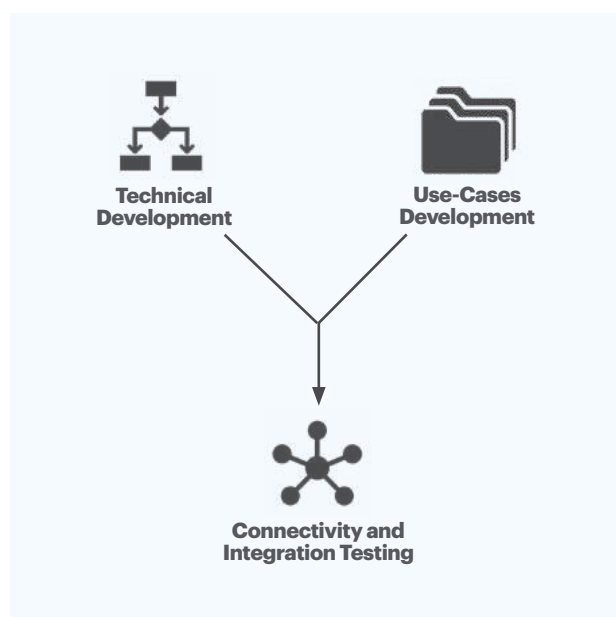 Technical
Development
Use-Cases
Development
Connectivity and
Integration Testing